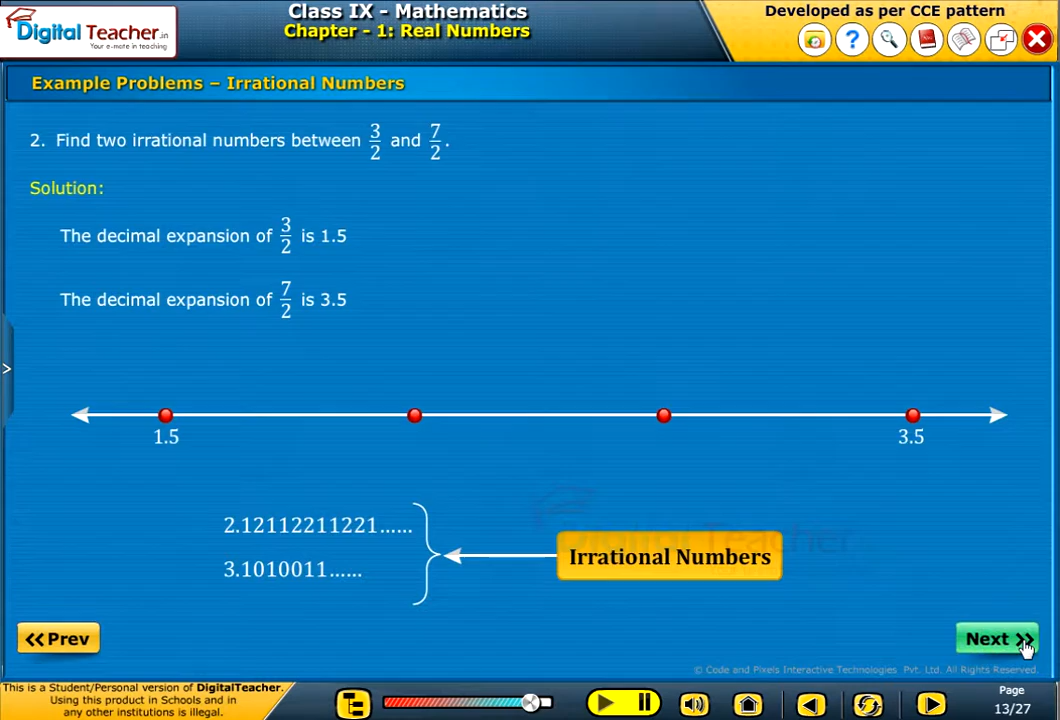 Digital Teacher.in
Your e-mate in teaching
Class IX - Mathematics
Chapter - 1: Real Numbers
Developed as per CCE pattern
?
Example Problems – Irrational Numbers
2. Find two irrational numbers between 3/2 and 7/2.
Solution:
The decimal expansion of 3/2 is 1.5
The decimal expansion of 7/2 is 3.5
>
1.5 3.5
Digital Teacher
2.12112211221......
3.1010011......
Irrational Numbers
Prev
Next
© Code and Pixels Interactive Technologies Pvt. Ltd. All Rights Reserved.
This is a Student/Personal version of DigitalTeacher.
Using this product in Schools and in
any other institutions is illegal.
Page
13/27